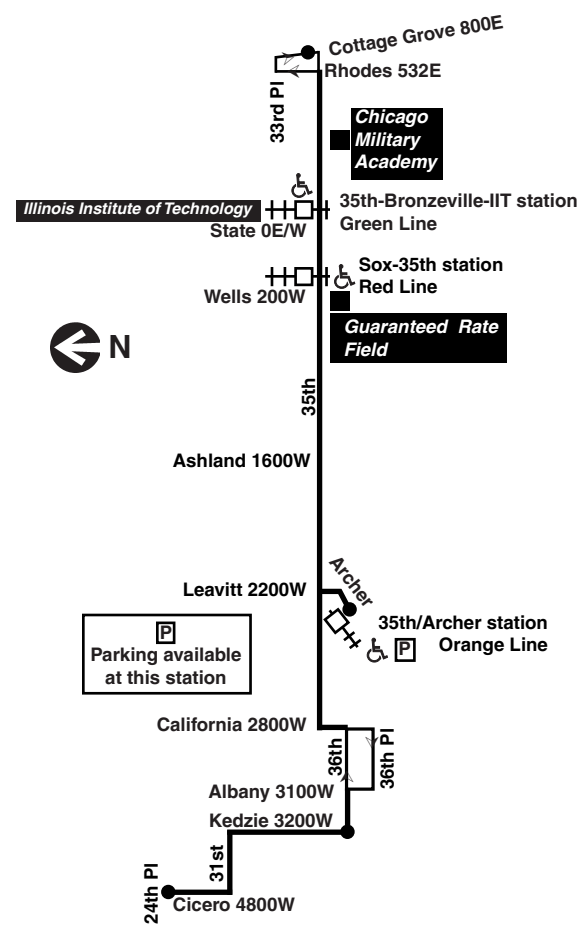 Cottage Grove 800E
Rhodes 532E
33rd Pl
Chicago
Military
Academy
Illinois Institute of Technology
35th-Bronzeville-IIT station
Green Line
State 0E/W
Sox-35th station
Red Line
Wells 200W
Guaranteed Rate
Field
N
35th
Ashland 1600W
Archer
Leavitt 2200W
35th/Archer station
Orange Line
P
P
Parking available
at this station
California 2800W
36th
36th Pl
Albany 3100W
Kedzie 3200W
31st
24th Pl
Cicero 4800W